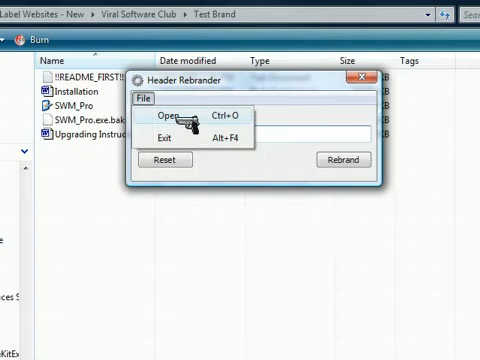 Label Websites - New ▸ Viral Software Club ▸ Test Brand
Burn
Name Date modified Type Size Tags
!!README_FIRST!!
Installation
SWM_Pro
SWM_Pro.exe.bak
Upgrading Instruc
Header Rebrander
File
Open Ctrl+O
Exit Alt+F4
Reset Rebrand